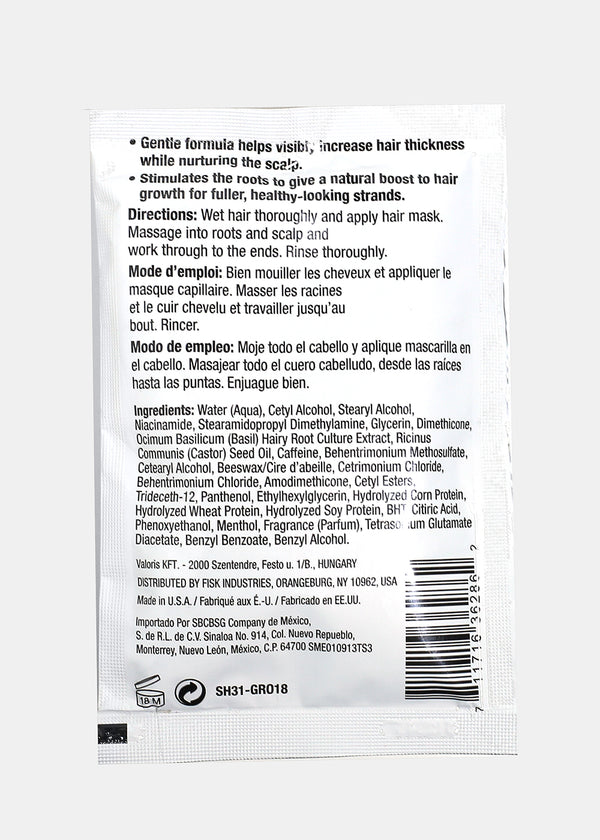 • Gentle formula helps visibly increase hair thickness
while nurturing the scalp.
• Stimulates the roots to give a natural boost to hair
growth for fuller, healthy-looking strands.
Directions: Wet hair thoroughly and apply hair mask.
Massage into roots and scalp and
work through to the ends. Rinse thoroughly.
Mode d'emploi: Bien mouiller les cheveux et appliquer le
masque capillaire. Masser les racines
et le cuir chevelu et travailler jusqu'au
bout. Rincer.
Modo de empleo: Moje todo el cabello y aplique mascarilla en
el cabello. Masajear todo el cuero cabelludo, desde las raíces
hasta las puntas. Enjuague bien.
Ingredients: Water (Aqua), Cetyl Alcohol, Stearyl Alcohol,
Niacinamide, Stearamidopropyl Dimethylamine, Glycerin, Dimethicone,
Ocimum Basilicum (Basil) Hairy Root Culture Extract, Ricinus
Communis (Castor) Seed Oil, Caffeine, Behentrimonium Methosulfate,
Cetearyl Alcohol, Beeswax/Cire d'abeille, Cetrimonium Chloride,
Behentrimonium Chloride, Amodimethicone, Cetyl Esters,
Trideceth-12, Panthenol, Ethylhexylglycerin, Hydrolyzed Corn Protein,
Hydrolyzed Wheat Protein, Hydrolyzed Soy Protein, BHT Citiric Acid,
Phenoxyethanol, Menthol, Fragrance (Parfum), Glutamate
Diacetate, Benzyl Benzoate, Benzyl Alcohol.
Valoris KFT. - 2000 Szentendre, Festo u. 1/B., HUNGARY
DISTRIBUTED BY FISK INDUSTRIES, ORANGEBURG, NY 10962, USA
Made in U.S.A. / Fabriqué aux É.-U. / Fabricado en EE.UU.
Importado Por SBCBSG Company de México,
S. de R.L. de C.V. Sinaloa No. 914, Col. Nuevo Repueblo,
Monterrey, Nuevo León, México, C.P. 64700 SME010913TS3
18 M
SH31-GRO18
7 11716 36286 2